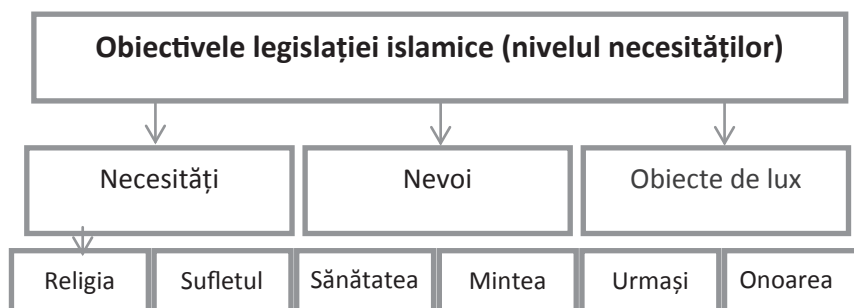 Obiectivele legislației islamice (nivelul necesităților)
Necesități Nevoi Obiecte de lux
Religia Sufletul Sănătatea Mintea Urmași Onoarea